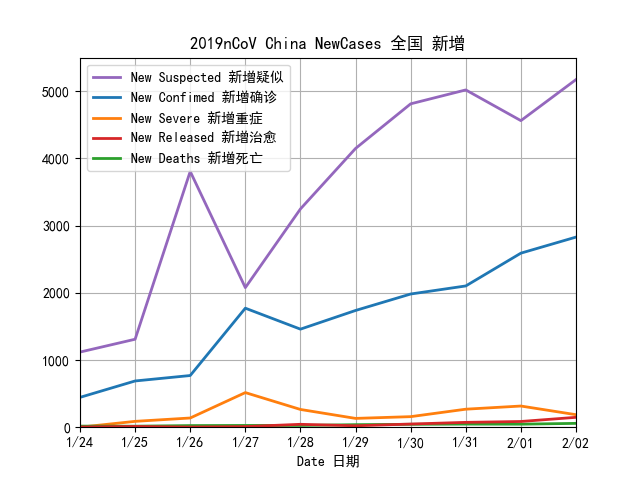 2019nCoV China NewCases 全国 新增
New Suspected 新增疑似
New Confimed 新增确诊
New Severe 新增重症
New Released 新增治愈
New Deaths 新增死亡
5000
4000
3000
2000
1000
0
1/24 1/25 1/26 1/27 1/28 1/29 1/30 1/31 2/01 2/02
Date 日期